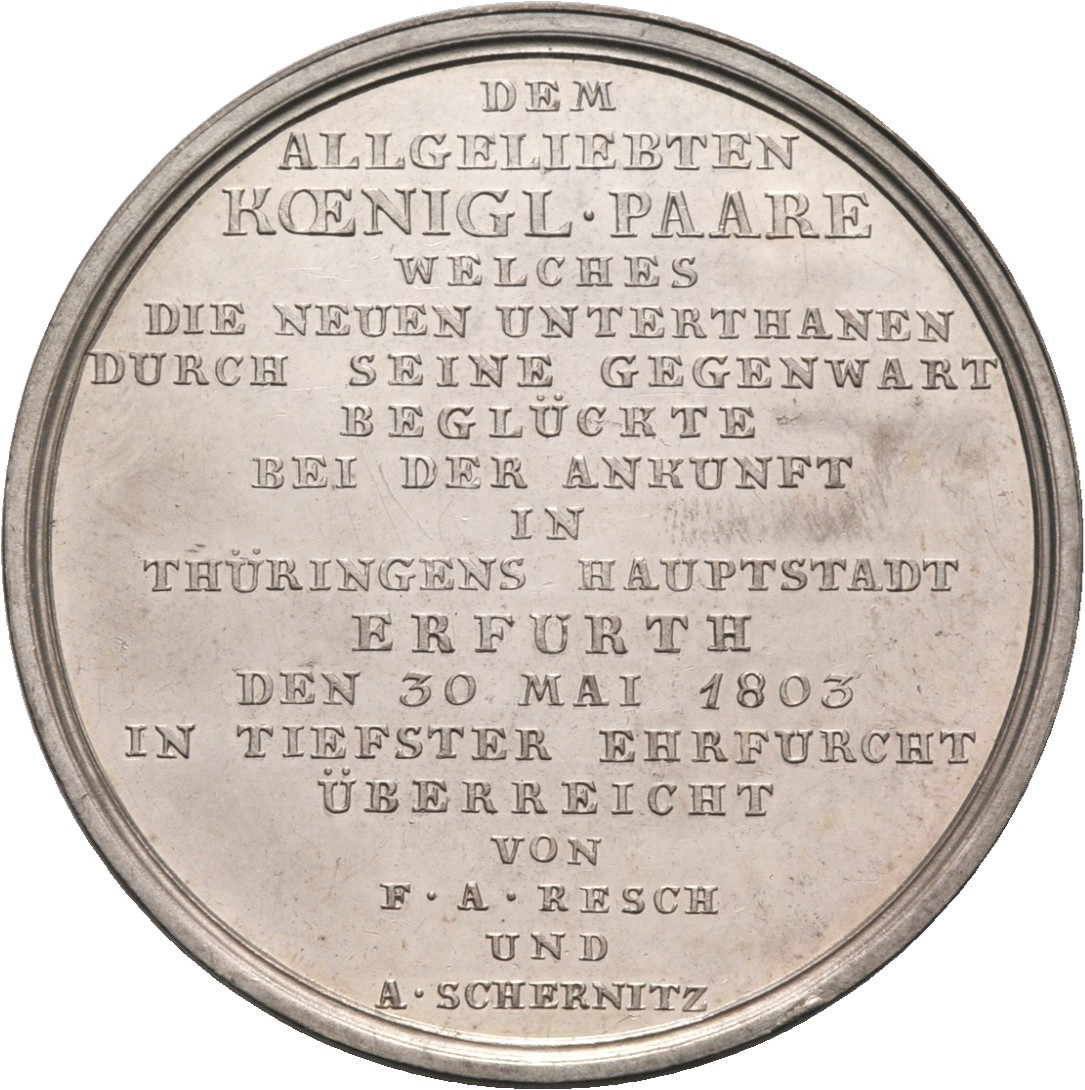 DEM
ALLGELIEBTEN
KŒNIGL·PAARE
WELCHES
DIE NEUEN UNTERTHANEN
DURCH SEINE GEGENWART
BEGLÜCKTE
BEI DER ANKUNFT
IN
THÜRINGENS HAUPTSTADT
ERFURTH
DEN 30 MAI 1803
IN TIEFSTER EHRFURCHT
ÜBERREICHT
VON
F·A·RESCH
UND
A·SCHERNITZ